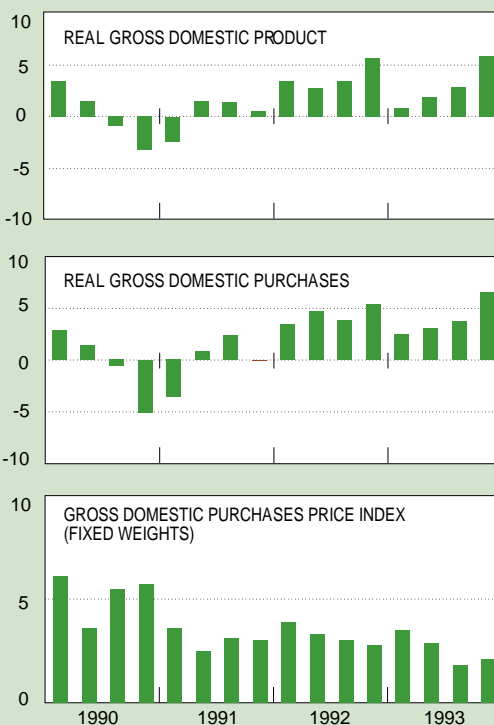 10
REAL GROSS DOMESTIC PRODUCT
5
0
-5
-10
10
REAL GROSS DOMESTIC PURCHASES
5
0
-5
-10
10
GROSS DOMESTIC PURCHASES PRICE INDEX
(FIXED WEIGHTS)
5
0
1990 1991 1992 1993